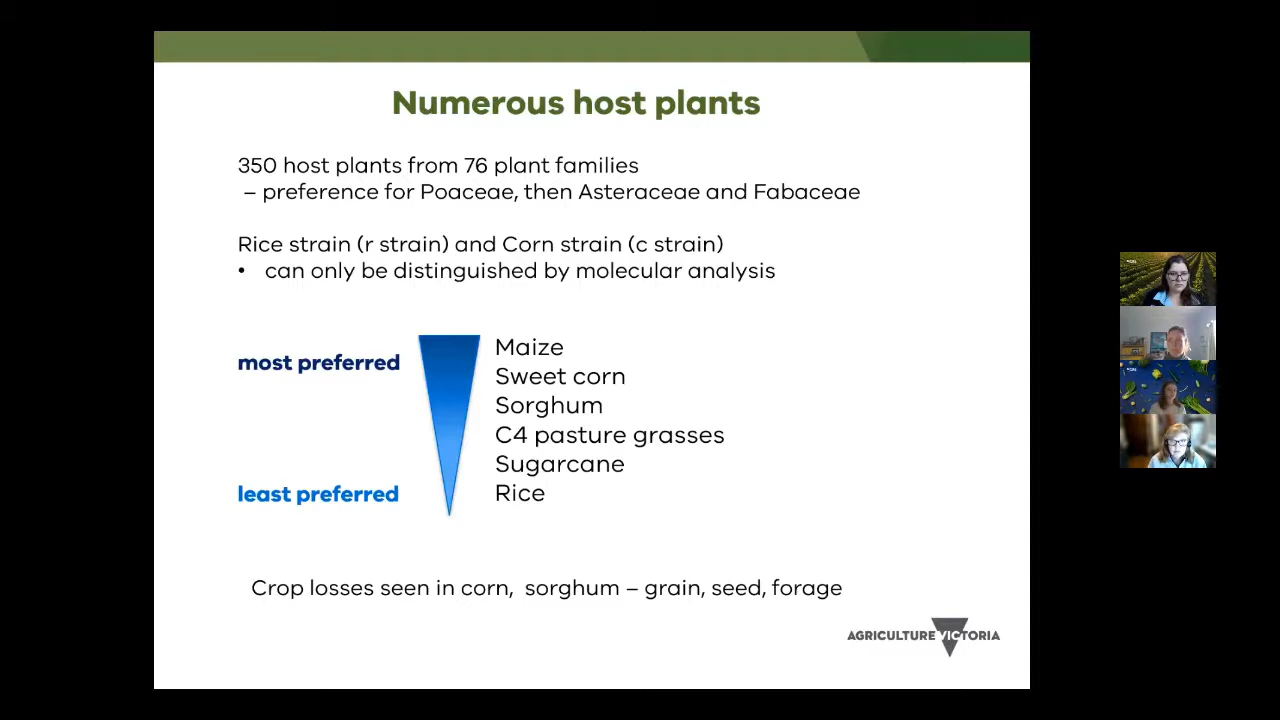 Numerous host plants
350 host plants from 76 plant families
– preference for Poaceae, then Asteraceae and Fabaceae
Rice strain (r strain) and Corn strain (c strain)
• can only be distinguished by molecular analysis
most preferred
least preferred
Maize
Sweet corn
Sorghum
C4 pasture grasses
Sugarcane
Rice
Crop losses seen in corn, sorghum – grain, seed, forage
AGRICULTURE VICTORIA